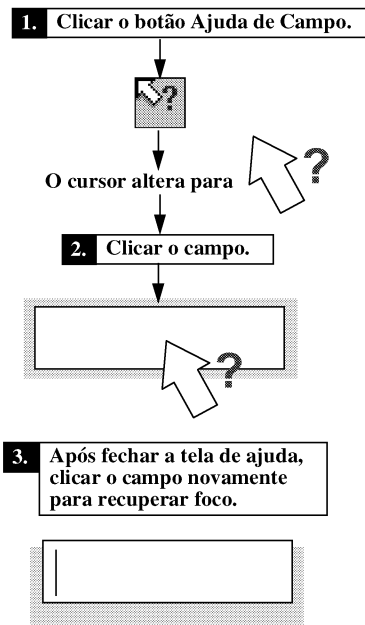 1. Clicar o botão Ajuda de Campo.
?
O cursor altera para
?
2. Clicar o campo.
?
3. Após fechar a tela de ajuda,
clicar o campo novamente
para recuperar foco.